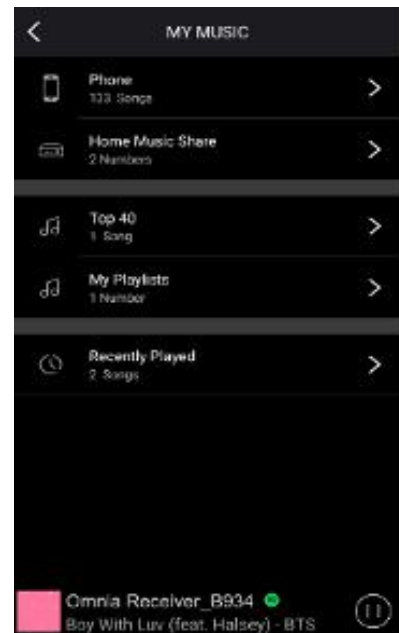 MY MUSIC
Phone
133 Songs
Home Music Share
2 Numbers
Top 40
1 Song
My Playlists
1 Number
Recently Played
2 Songs
Omnia Receiver_B934
Boy With Luv (feat. Halsey) - BTS